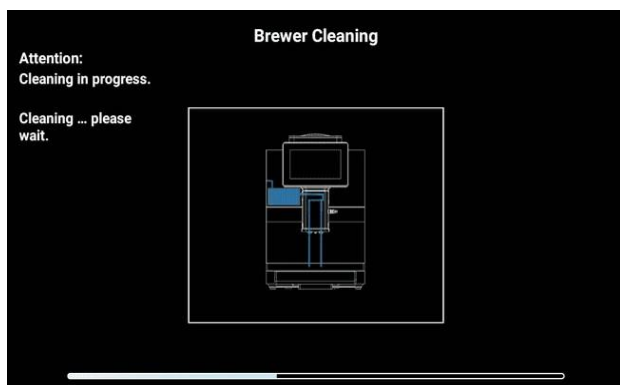 Brewer Cleaning
Attention:
Cleaning in progress.
Cleaning ... please
wait.